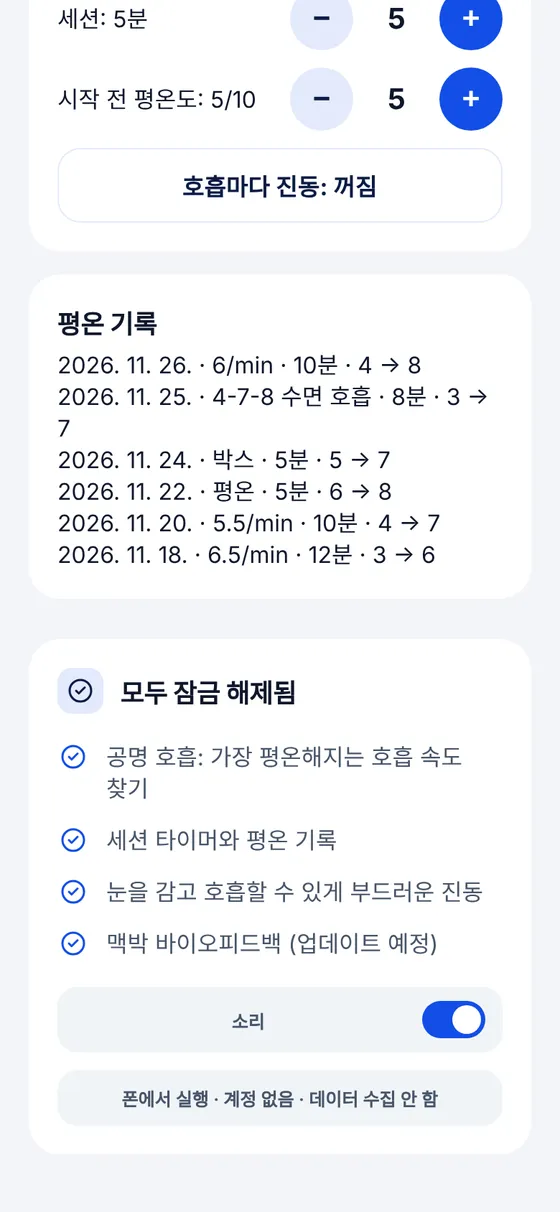 세션: 5분 − 5 +
시작 전 평온도: 5/10 − 5 +
호흡마다 진동: 꺼짐
평온 기록
2026. 11. 26. · 6/min · 10분 · 4 → 8
2026. 11. 25. · 4-7-8 수면 호흡 · 8분 · 3 →
7
2026. 11. 24. · 박스 · 5분 · 5 → 7
2026. 11. 22. · 평온 · 5분 · 6 → 8
2026. 11. 20. · 5.5/min · 10분 · 4 → 7
2026. 11. 18. · 6.5/min · 12분 · 3 → 6
모두 잠금 해제됨
공명 호흡: 가장 평온해지는 호흡 속도
찾기
세션 타이머와 평온 기록
눈을 감고 호흡할 수 있게 부드러운 진동
맥박 바이오피드백 (업데이트 예정)
소리
폰에서 실행 · 계정 없음 · 데이터 수집 안 함